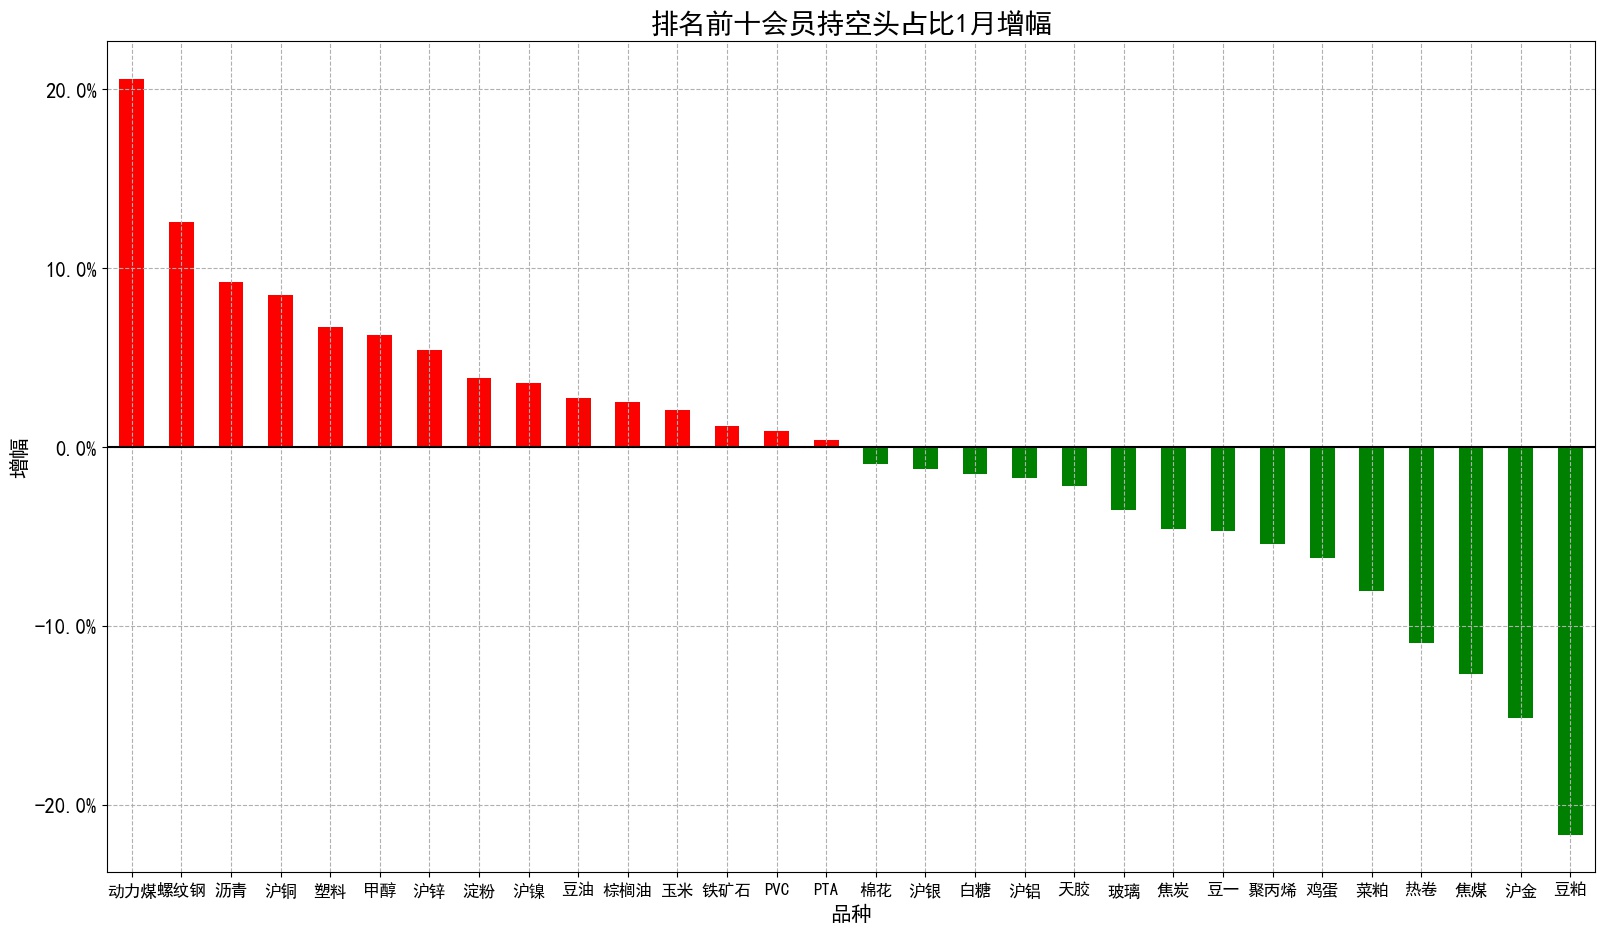 排名前十会员持空头占比1月增幅
20.0%
10.0%
0.0%
-10.0%
-20.0%
增幅
动力煤 螺纹钢 沥青 沪铜 塑料 甲醇 沪锌 淀粉 沪镍 豆油 棕榈油 玉米 铁矿石 PVC PTA 棉花 沪银 白糖 沪铝 天胶 玻璃 焦炭 豆一 聚丙烯 鸡蛋 菜粕 热卷 焦煤 沪金 豆粕
品种